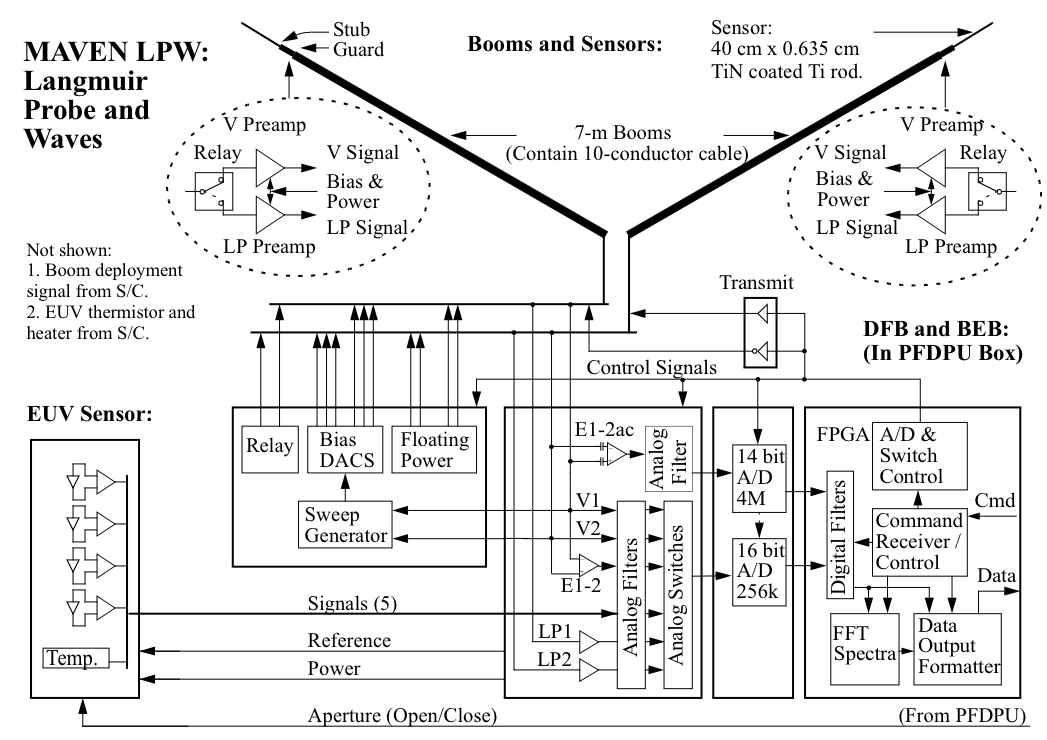 MAVEN LPW:
Langmuir
Probe and
Waves
Stub
Guard
Booms and Sensors:
Sensor:
40 cm x 0.635 cm
TiN coated Ti rod.
7-m Booms
(Contain 10-conductor cable)
V Preamp
Relay
V Signal
Bias &
Power
LP Signal
LP Preamp
V Preamp
V Signal
Relay
Bias &
Power
LP Signal
LP Preamp
Not shown:
1. Boom deployment
signal from S/C.
2. EUV thermistor and
heater from S/C.
Transmit
DFB and BEB:
(In PFDPU Box)
Control Signals
EUV Sensor:
Relay
Bias
DACS
Floating
Power
Sweep
Generator
E1-2ac
Analog
Filter
V1
V2
E1-2
Analog Filters
Analog Switches
LP1
LP2
14 bit
A/D
4M
16 bit
A/D
256k
FPGA
A/D &
Switch
Control
Digital Filters
Command
Receiver /
Control
Cmd
Data
FFT
Spectra
Data
Output
Formatter
Signals (5)
Reference
Power
Temp.
Aperture (Open/Close)
(From PFDPU)